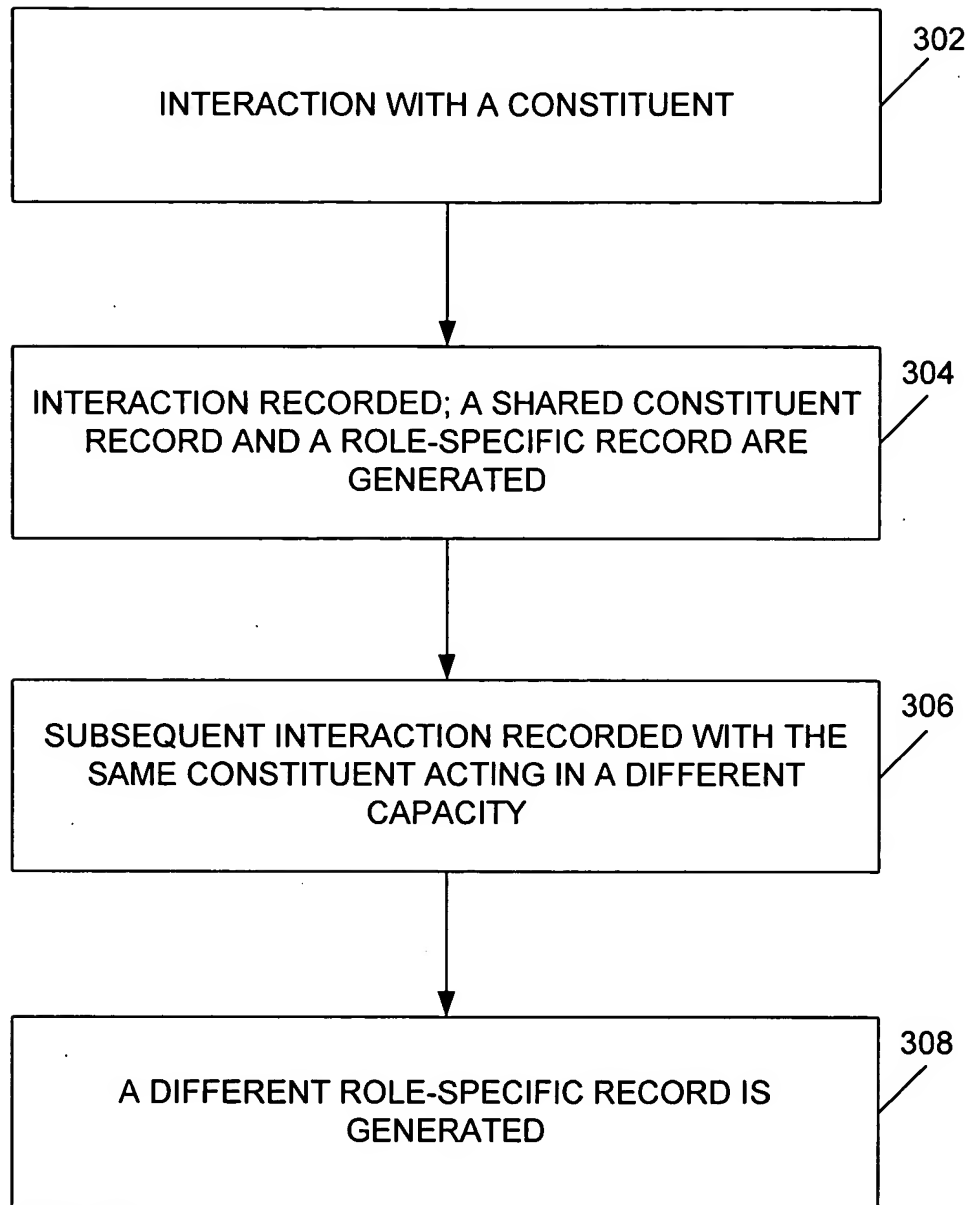 302
INTERACTION WITH A CONSTITUENT
304
INTERACTION RECORDED; A SHARED CONSTITUENT
RECORD AND A ROLE-SPECIFIC RECORD ARE
GENERATED
306
SUBSEQUENT INTERACTION RECORDED WITH THE
SAME CONSTITUENT ACTING IN A DIFFERENT
CAPACITY
308
A DIFFERENT ROLE-SPECIFIC RECORD IS
GENERATED